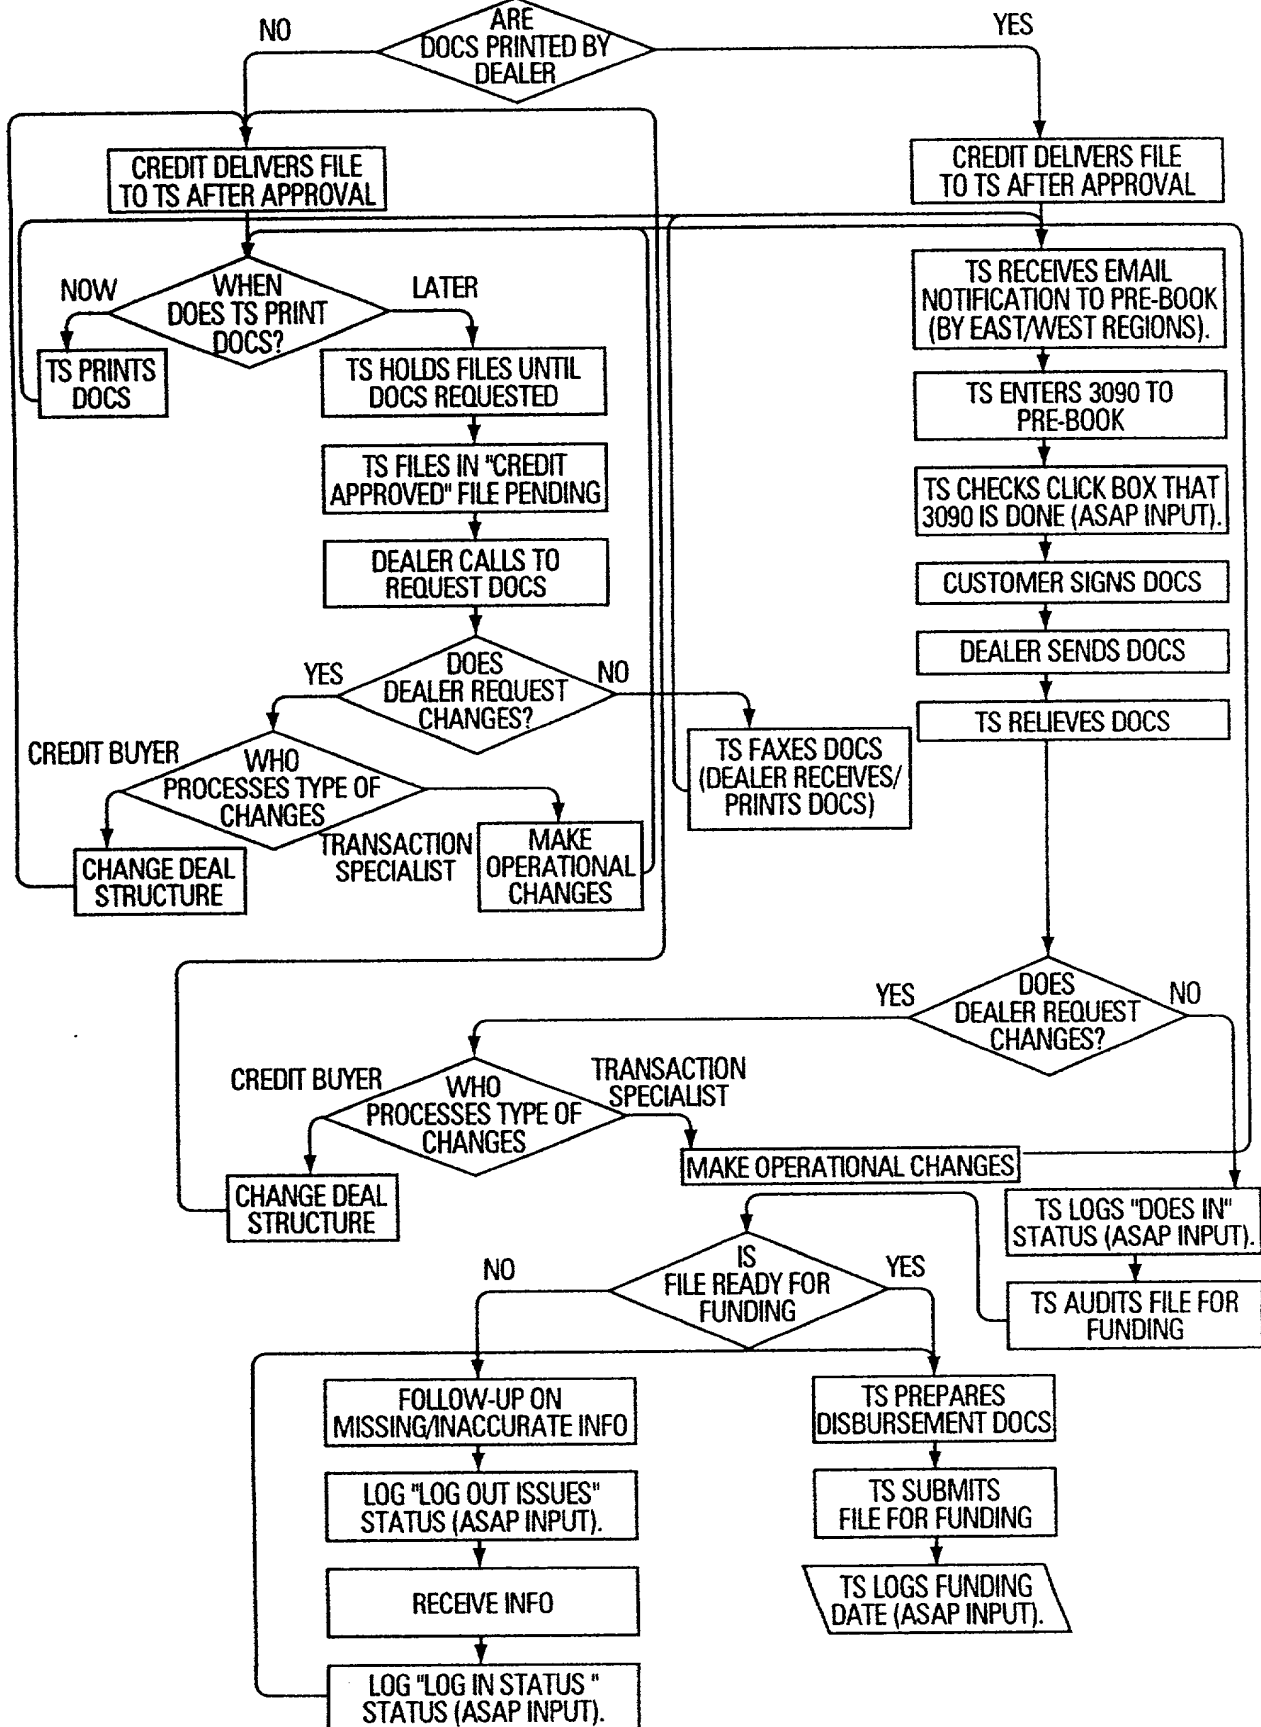 ARE
DOCS PRINTED BY
DEALER
NO
YES
CREDIT DELIVERS FILE
TO TS AFTER APPROVAL
CREDIT DELIVERS FILE
TO TS AFTER APPROVAL
WHEN
DOES TS PRINT
DOCS?
NOW
LATER
TS PRINTS
DOCS
TS HOLDS FILES UNTIL
DOCS REQUESTED
TS FILES IN "CREDIT
APPROVED" FILE PENDING
DEALER CALLS TO
REQUEST DOCS
DOES
DEALER REQUEST
CHANGES?
YES
NO
CREDIT BUYER
WHO
PROCESSES TYPE OF
CHANGES
TRANSACTION
SPECIALIST
CHANGE DEAL
STRUCTURE
MAKE
OPERATIONAL
CHANGES
TS FAXES DOCS
(DEALER RECEIVES/
PRINTS DOCS)
TS RECEIVES EMAIL
NOTIFICATION TO PRE-BOOK
(BY EAST/WEST REGIONS).
TS ENTERS 3090 TO
PRE-BOOK
TS CHECKS CLICK BOX THAT
3090 IS DONE (ASAP INPUT).
CUSTOMER SIGNS DOCS
DEALER SENDS DOCS
TS RELIEVES DOCS
DOES
DEALER REQUEST
CHANGES?
YES
NO
CREDIT BUYER
WHO
PROCESSES TYPE OF
CHANGES
TRANSACTION
SPECIALIST
MAKE OPERATIONAL CHANGES
CHANGE DEAL
STRUCTURE
TS LOGS "DOES IN"
STATUS (ASAP INPUT).
TS AUDITS FILE FOR
FUNDING
IS
FILE READY FOR
FUNDING
NO
YES
FOLLOW-UP ON
MISSING/INACCURATE INFO
LOG "LOG OUT ISSUES"
STATUS (ASAP INPUT).
RECEIVE INFO
LOG "LOG IN STATUS "
STATUS (ASAP INPUT).
TS PREPARES
DISBURSEMENT DOCS
TS SUBMITS
FILE FOR FUNDING
TS LOGS FUNDING
DATE (ASAP INPUT).